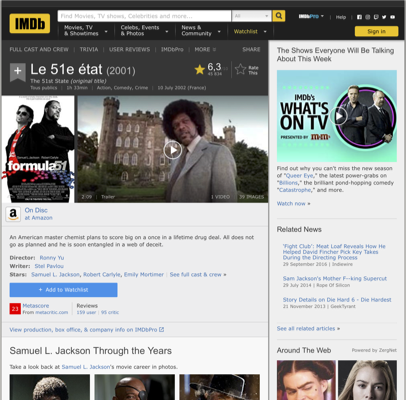 IMDb
Find Movies, TV shows, Celebrities and more...
All
Movies, TV
& Showtimes
Celebs, Events
& Photos
News &
Community
Watchlist
IMDbPro
Help
Sign in
FULL CAST AND CREW | TRIVIA | USER REVIEWS | IMDbPro | MORE
SHARE
Le 51e état (2001)
The 51st State (original title)
Tous publics | 1h 33min | Action, Comedy, Crime | 10 July 2002 (France)
6,3
Rate
This
formula51
2:09 | Trailer
1 VIDEO
IMAGES
On Disc
at Amazon
An American master chemist plans to score big on a once in a lifetime drug deal. All does not
go as planned and he is soon entangled in a web of deceit.
Director: Ronny Yu
Writer: Stel Pavlou
Stars: Samuel L. Jackson, Robert Carlyle, Emily Mortimer | See full cast & crew »
+ Add to Watchlist
23
Metascore
From metacritic.com
Reviews
159 user | 95 critic
View production, box office, & company info on IMDbPro
Samuel L. Jackson Through the Years
Take a look back at Samuel L. Jackson's movie career in photos.
The Shows Everyone Will Be Talking
About This Week
IMDb's
WHAT'S
ON TV
PRESENTED BY
Find out why you can't miss the new season
of "Queer Eye," the latest power-grabs on
"Billions," the brilliant pond-hopping comedy
"Catastrophe," and more.
Watch now »
Related News
'Fight Club': Meat Loaf Reveals How He
Helped David Fincher Pick Key Takes
During the Directing Process
29 September 2016 | Indiewire
Sam Jackson's Mother F--king Supercut
29 July 2014 | Rope Of Silicon
Story Details on Die Hard 6 - Die Hardest
21 November 2013 | GeekTyrant
See all related articles »
Around The Web
Powered by ZergNet